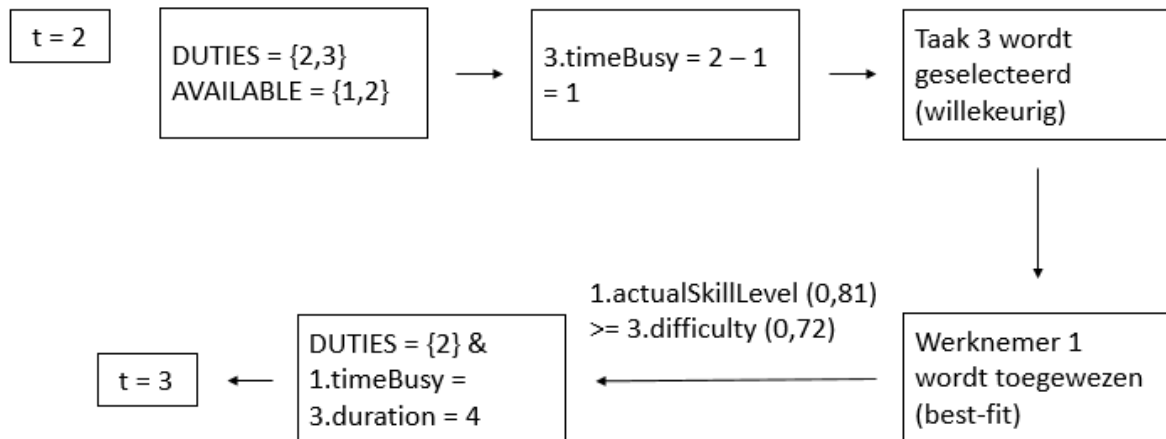 t = 2
DUTIES = {2,3}
AVAILABLE = {1,2}
3.timeBusy = 2 – 1
= 1
Taak 3 wordt
geselecteerd
(willekeurig)
Werknemer 1
wordt toegewezen
(best-fit)
1.actualSkillLevel (0,81)
>= 3.difficulty (0,72)
DUTIES = {2} &
1.timeBusy =
3.duration = 4
t = 3